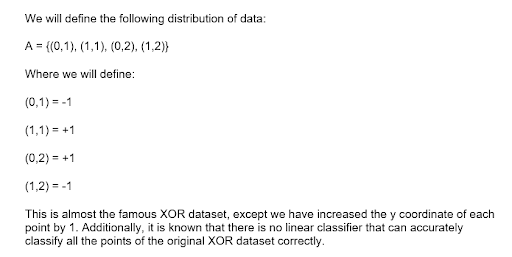 We will define the following distribution of data:
A = {(0,1), (1,1), (0,2), (1,2)}
Where we will define:
(0,1) = -1
(1,1) = +1
(0,2) = +1
(1,2) = -1
This is almost the famous XOR dataset, except we have increased the y coordinate of each
point by 1. Additionally, it is known that there is no linear classifier that can accurately
classify all the points of the original XOR dataset correctly.